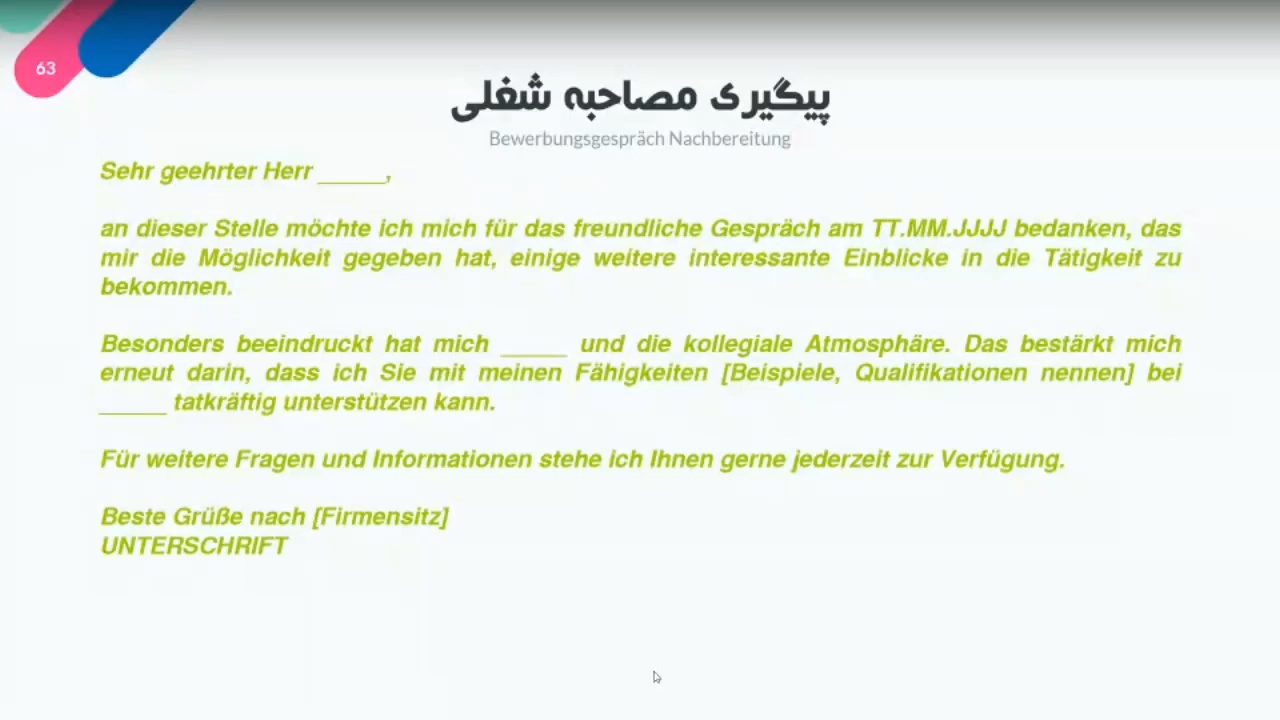 63
پیگیری مصاحبه شغلی
Bewerbungsgespräch Nachbereitung
Sehr geehrter Herr _____,
an dieser Stelle möchte ich mich für das freundliche Gespräch am TT.MM.JJJJ bedanken, das
mir die Möglichkeit gegeben hat, einige weitere interessante Einblicke in die Tätigkeit zu
bekommen.
Besonders beeindruckt hat mich _____ und die kollegiale Atmosphäre. Das bestärkt mich
erneut darin, dass ich Sie mit meinen Fähigkeiten [Beispiele, Qualifikationen nennen] bei
_____ tatkräftig unterstützen kann.
Für weitere Fragen und Informationen stehe ich Ihnen gerne jederzeit zur Verfügung.
Beste Grüße nach [Firmensitz]
UNTERSCHRIFT